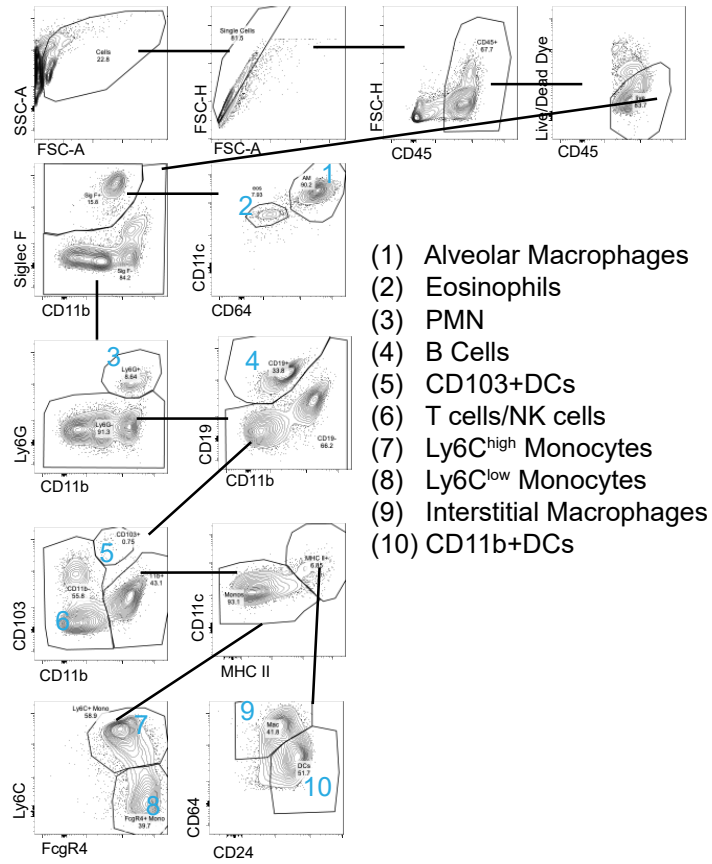 SSC-A
Cells
22.8
FSC-A
FSC-H
Single Cells
81.5
FSC-A
FSC-H
CD45+
67.7
CD45
Live/Dead Dye
CD45
Siglec F
Sig F+
15.8
Sig F-
84.2
CD11b
CD11c
AM
90.2
1
2
7.93
CD64
(1) Alveolar Macrophages
(2) Eosinophils
(3) PMN
(4) B Cells
(5) CD103+DCs
(6) T cells/NK cells
(7) Ly6Chigh Monocytes
(8) Ly6Clow Monocytes
(9) Interstitial Macrophages
(10) CD11b+DCs
Ly6G
3
Ly6G+
8.64
Ly6G-
91.3
CD11b
CD19
4
CD19+
33.8
CD19-
66.2
CD11b
CD103
CD103+
0.75
5
CD11b-
55.8
43.1
6
CD11b
CD11c
MHC II+
Monos
93.1
MHC II
Ly6C
Ly6C+ Mono
58.9
7
8
FcgR4+ Mono
39.7
FcgR4
CD64
9
Mac
41.8
DCs
51.7
10
CD24